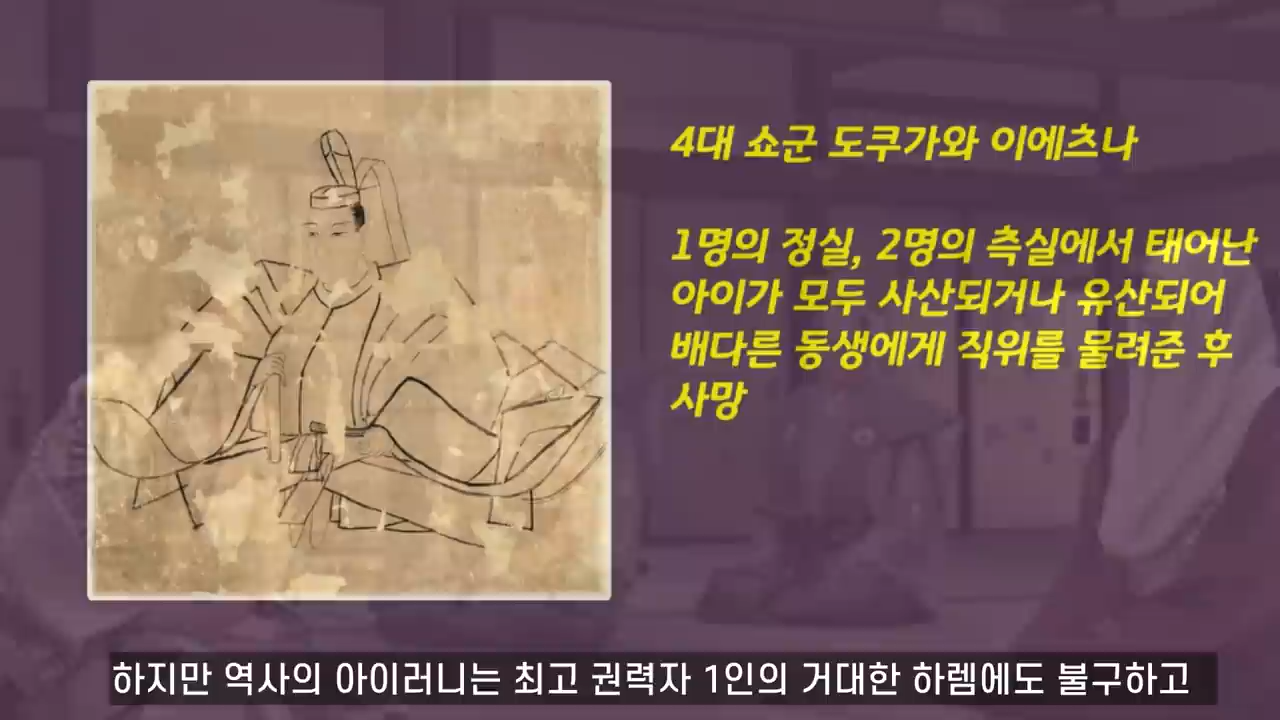 4대 쇼군 도쿠가와 이에츠나
1명의 정실, 2명의 측실에서 태어난
아이가 모두 사산되거나 유산되어
배다른 동생에게 직위를 물려준 후
사망
하지만 역사의 아이러니는 최고 권력자 1인의 거대한 하렘에도 불구하고